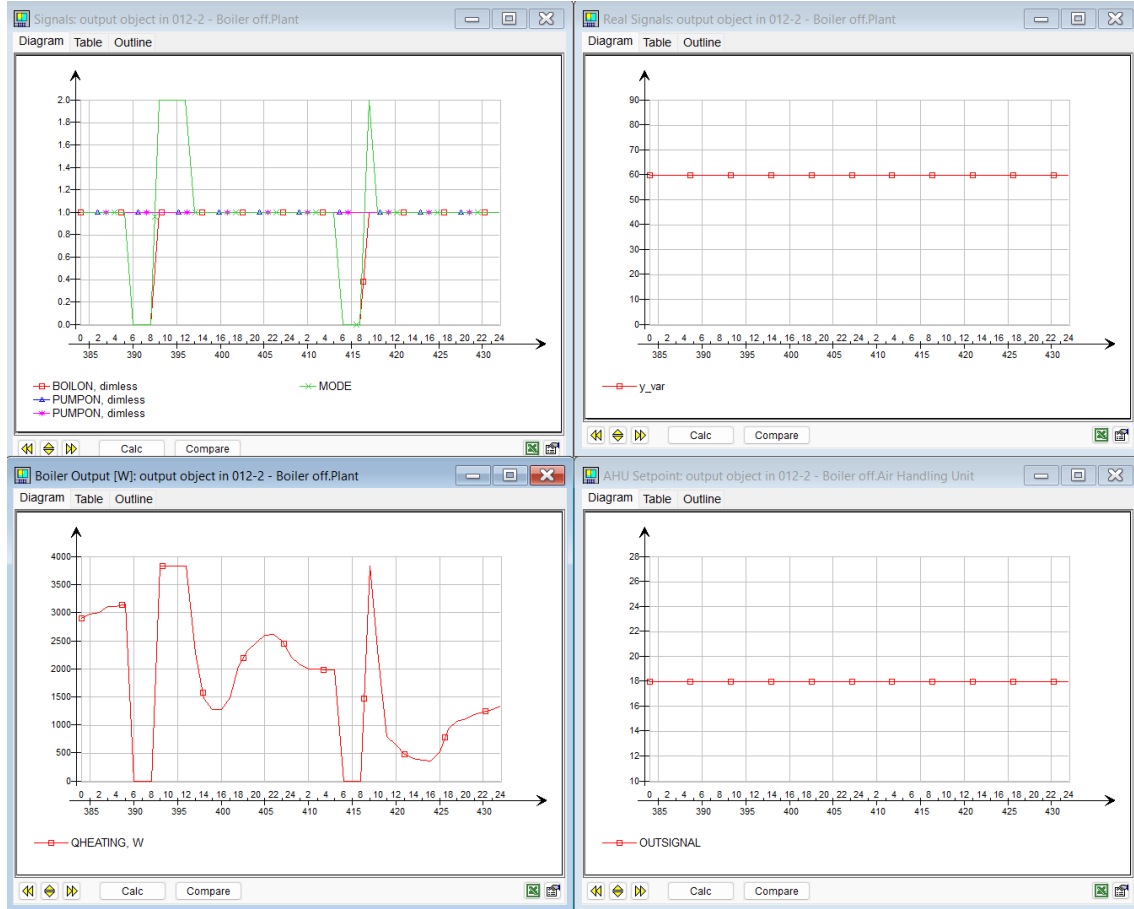 Signals: output object in 012-2 - Boiler off.Plant
Diagram Table Outline
2.0
1.8
1.6
1.4
1.2
1.0
0.8
0.6
0.4
0.2
0.0
0 2 4 6 8 10 12 14 16 18 20 22 24 2 4 6 8 10 12 14 16 18 20 22 24
385 390 395 400 405 410 415 420 425 430
BOILON, dimless MODE
PUMPON, dimless
PUMPON, dimless
Calc Compare
Real Signals: output object in 012-2 - Boiler off.Plant
Diagram Table Outline
90
80
70
60
50
40
30
20
10
0
0 2 4 6 8 10 12 14 16 18 20 22 24 2 4 6 8 10 12 14 16 18 20 22 24
385 390 395 400 405 410 415 420 425 430
y_var
Calc Compare
Boiler Output [W]: output object in 012-2 - Boiler off.Plant
Diagram Table Outline
4000
3500
3000
2500
2000
1500
1000
500
0
0 2 4 6 8 10 12 14 16 18 20 22 24 2 4 6 8 10 12 14 16 18 20 22 24
385 390 395 400 405 410 415 420 425 430
QHEATING, W
Calc Compare
AHU Setpoint: output object in 012-2 - Boiler off.Air Handling Unit
Diagram Table Outline
28
26
24
22
20
18
16
14
12
10
0 2 4 6 8 10 12 14 16 18 20 22 24 2 4 6 8 10 12 14 16 18 20 22 24
385 390 395 400 405 410 415 420 425 430
OUTSIGNAL
Calc Compare